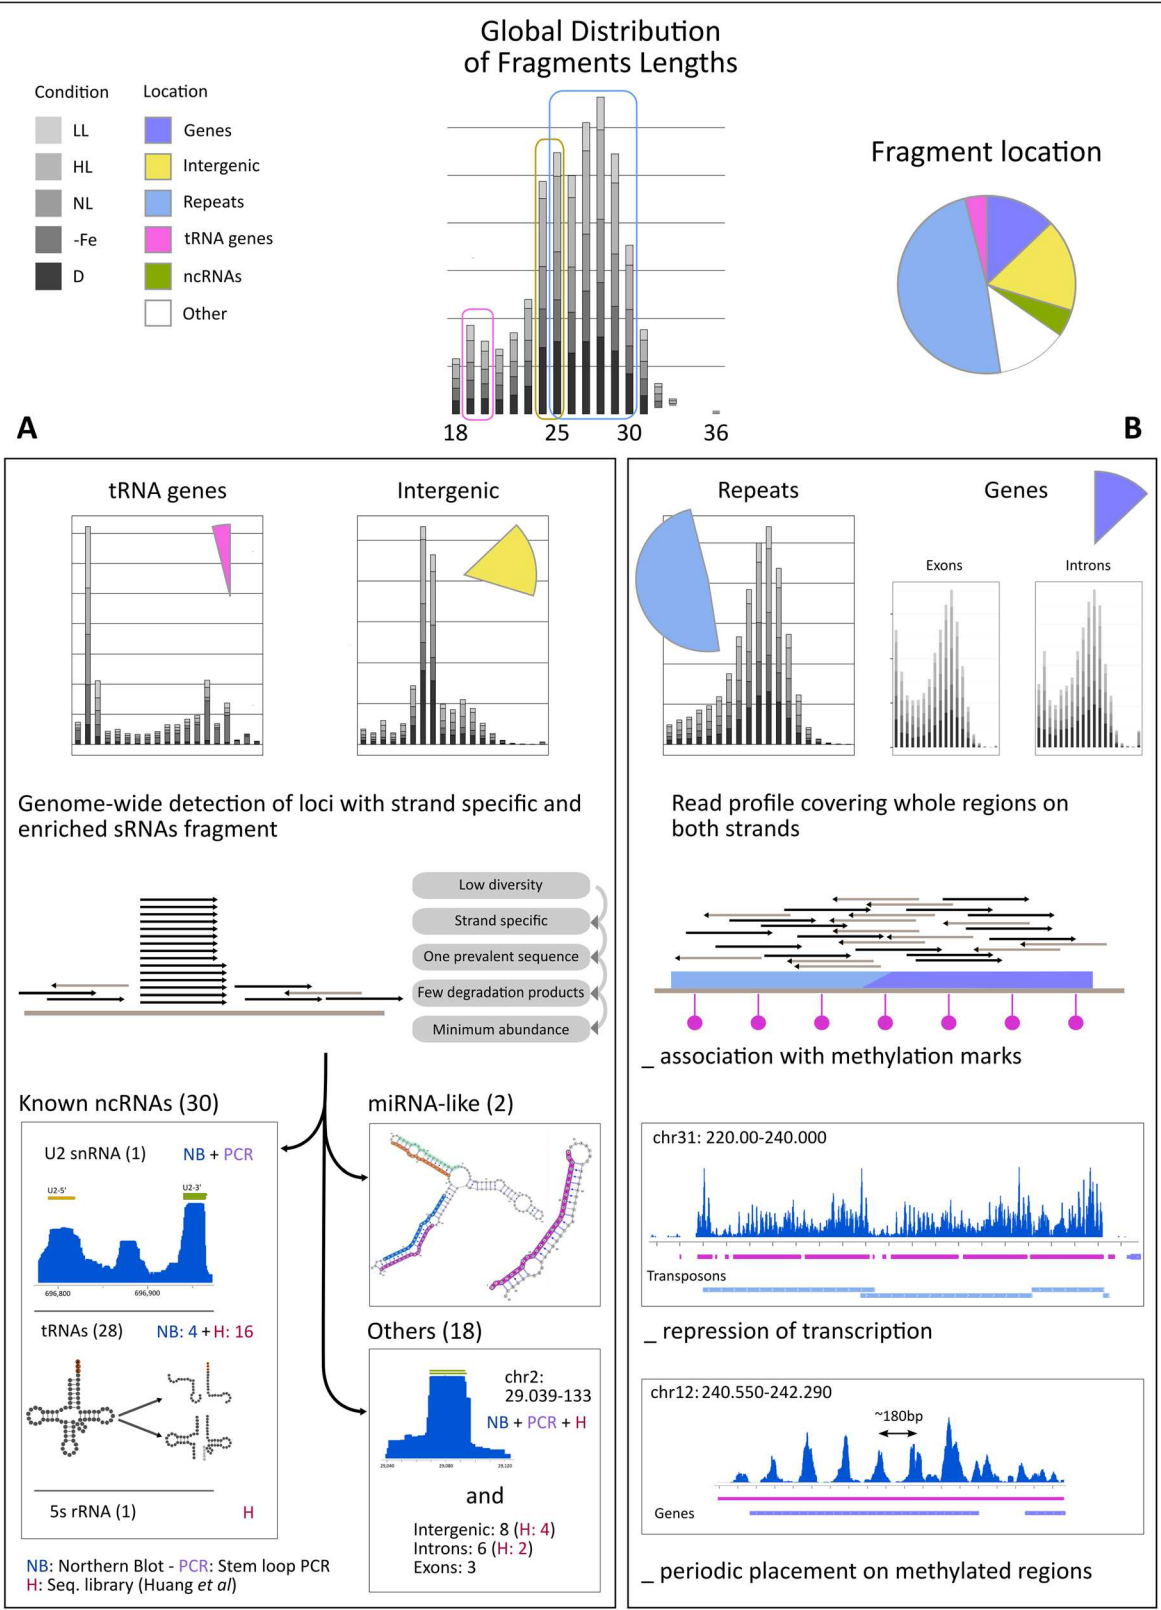 Global Distribution
of Fragments Lengths
Condition
Location
LL
Genes
HL
Intergenic
NL
Repeats
-Fe
tRNA genes
D
ncRNAs
Other
Fragment location
18
25
30
36
A
B
tRNA genes
Intergenic
Genome-wide detection of loci with strand specific and
enriched sRNAs fragment
Low diversity
Strand specific
One prevalent sequence
Few degradation products
Minimum abundance
Known ncRNAs (30)
U2 snRNA (1)
NB + PCR
U2-5'
U2-3'
696,800
696,900
tRNAs (28)
NB: 4 + H: 16
5s rRNA (1)
H
NB: Northern Blot - PCR: Stem loop PCR
H: Seq. library (Huang et al)
miRNA-like (2)
Others (18)
chr2:
29.039-133
NB + PCR + H
29,040
29,080
29,120
and
Intergenic: 8 (H: 4)
Introns: 6 (H: 2)
Exons: 3
Repeats
Genes
Exons
Introns
Read profile covering whole regions on
both strands
_ association with methylation marks
chr31: 220.00-240.000
Transposons
_ repression of transcription
chr12: 240.550-242.290
~180bp
Genes
_ periodic placement on methylated regions